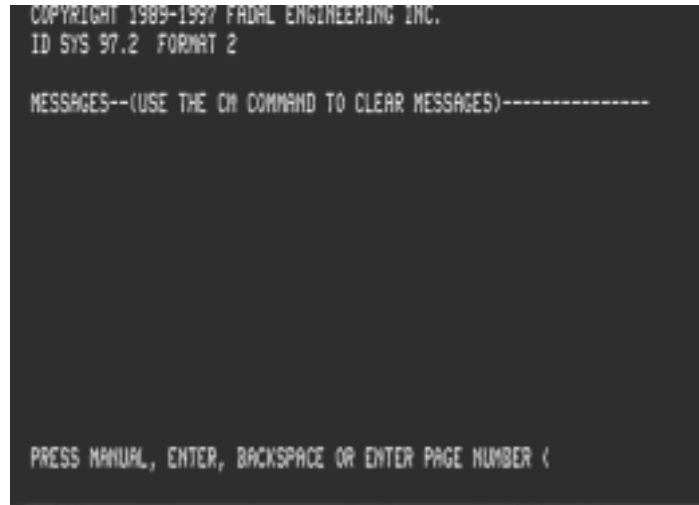 COPYRIGHT 1989-1997 FADAL ENGINEERING INC.
ID SYS 97.2 FORMAT 2
MESSAGES--(USE THE CM COMMAND TO CLEAR MESSAGES)---------------
PRESS MANUAL, ENTER, BACKSPACE OR ENTER PAGE NUMBER <